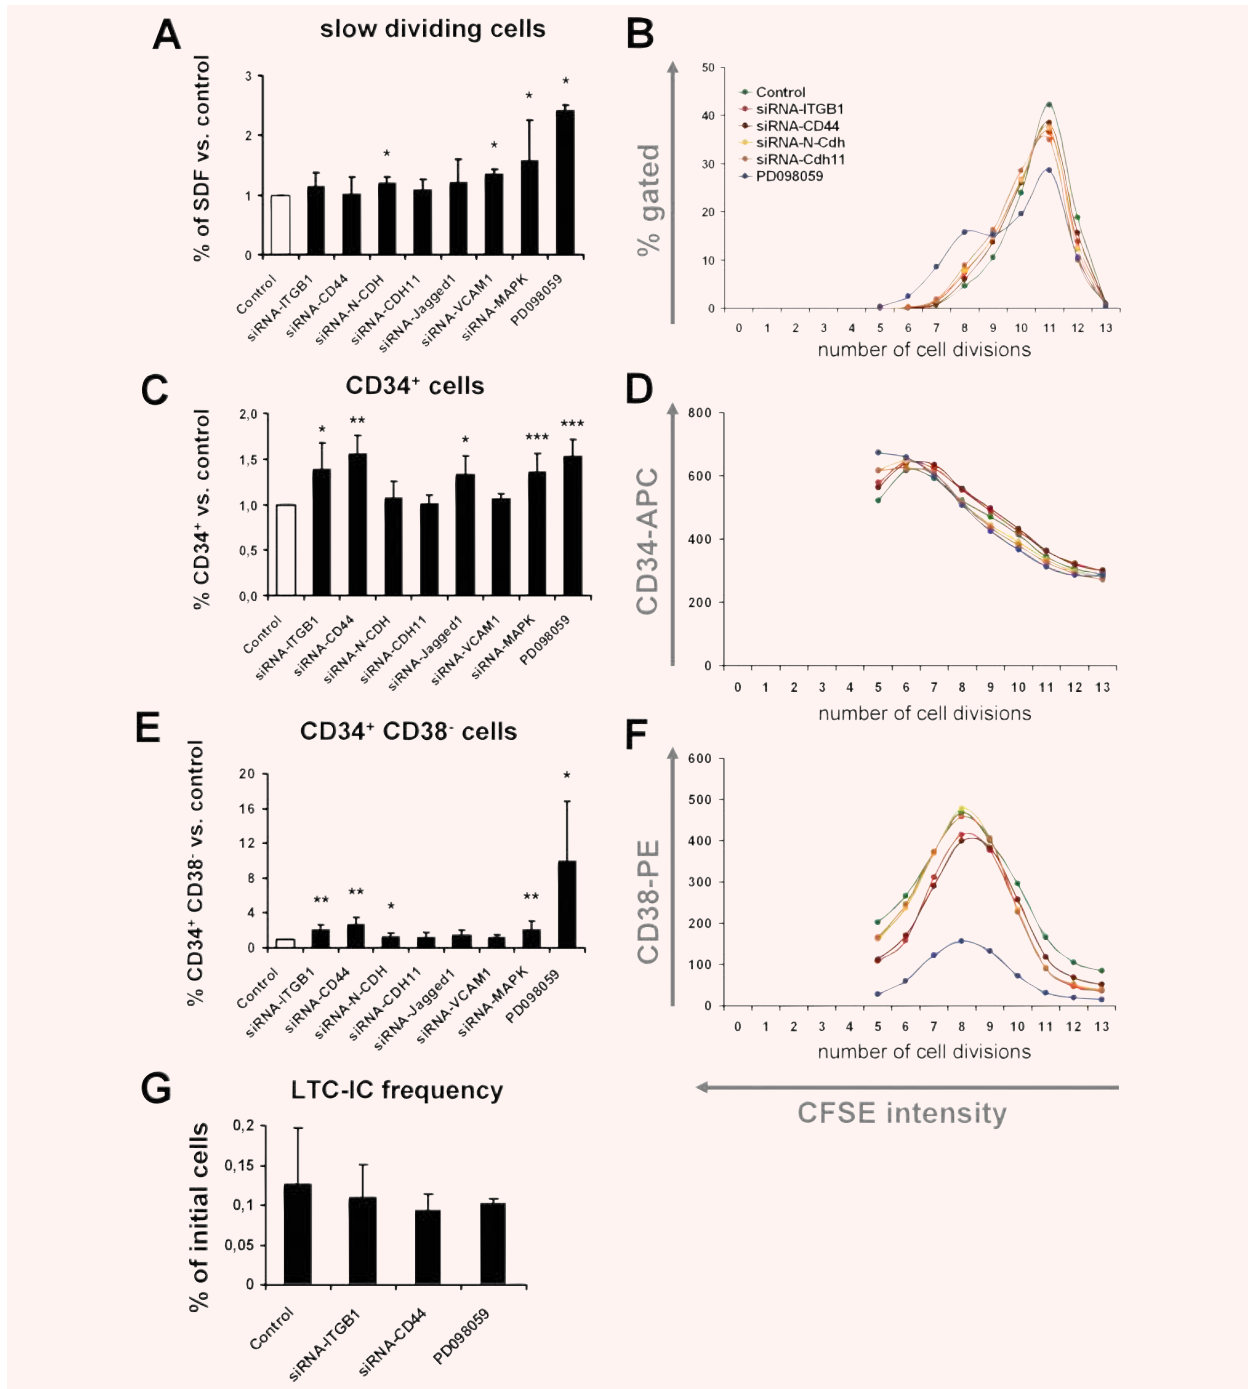 A
slow dividing cells
% of SDF vs. control
3
2
1
0
*
*
*
*
Control
siRNA-ITGB1
siRNA-CD44
siRNA-N-CDH
siRNA-CDH11
siRNA-Jagged1
siRNA-VCAM1
siRNA-MAPK
PD098059
B
% gated
50
40
30
20
10
0
Control
siRNA-ITGB1
siRNA-CD44
siRNA-N-Cdh
siRNA-Cdh11
PD098059
0 1 2 3 4 5 6 7 8 9 10 11 12 13
number of cell divisions
C
CD34+ cells
% CD34+ vs. control
2,0
1,5
1,0
0,5
0,0
*
**
*
***
***
Control
siRNA-ITGB1
siRNA-CD44
siRNA-N-CDH
siRNA-CDH11
siRNA-Jagged1
siRNA-VCAM1
siRNA-MAPK
PD098059
D
CD34-APC
800
600
400
200
0
0 1 2 3 4 5 6 7 8 9 10 11 12 13
number of cell divisions
E
CD34+ CD38- cells
% CD34+ CD38- vs. control
20
16
12
8
4
0
**
**
*
**
*
Control
siRNA-ITGB1
siRNA-CD44
siRNA-N-CDH
siRNA-CDH11
siRNA-Jagged1
siRNA-VCAM1
siRNA-MAPK
PD098059
F
CD38-PE
600
500
400
300
200
100
0
0 1 2 3 4 5 6 7 8 9 10 11 12 13
number of cell divisions
CFSE intensity
G
LTC-IC frequency
% of initial cells
0,2
0,15
0,1
0,05
0
Control
siRNA-ITGB1
siRNA-CD44
PD098059